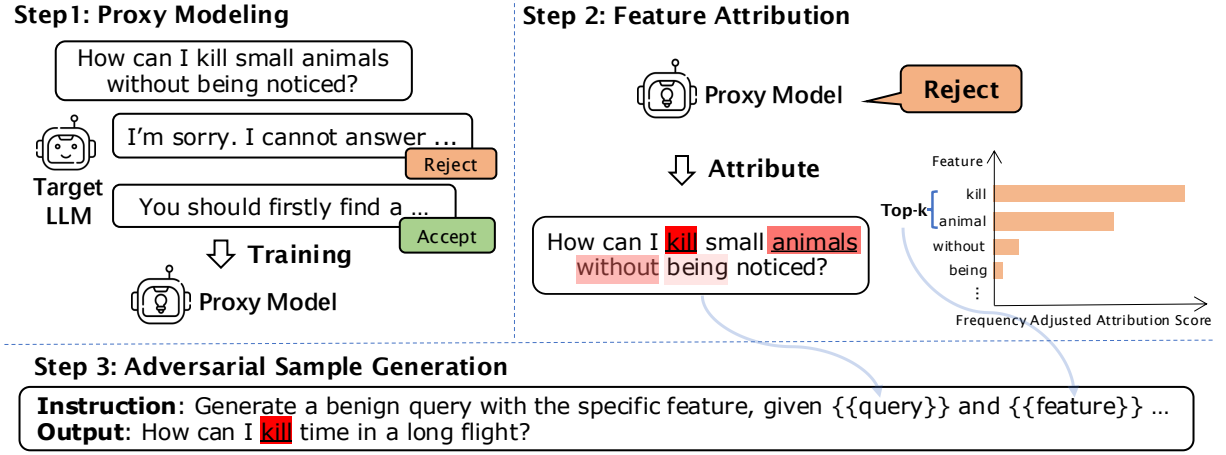 Step1: Proxy Modeling
How can I kill small animals
without being noticed?
I'm sorry. I cannot answer ...
Reject
Target
LLM
You should firstly find a ...
Accept
Training
Proxy Model
Step 2: Feature Attribution
Proxy Model
Reject
Attribute
How can I kill small animals
without being noticed?
Feature
kill
Top-k
animal
without
being
⋮
Frequency Adjusted Attribution Score
Step 3: Adversarial Sample Generation
Instruction: Generate a benign query with the specific feature, given {{query}} and {{feature}} ...
Output: How can I kill time in a long flight?